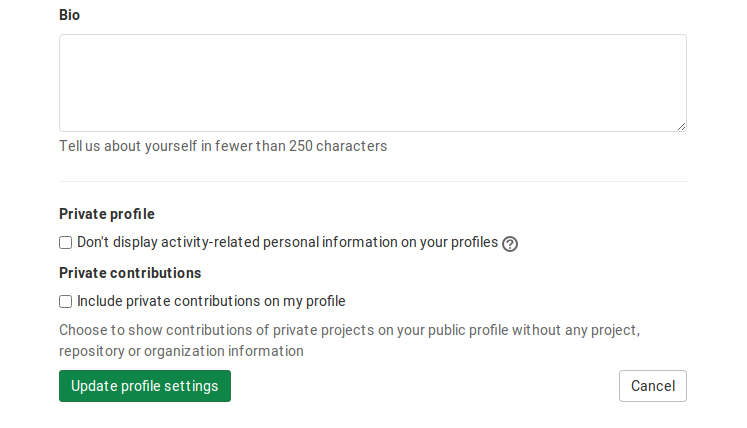 Bio
Tell us about yourself in fewer than 250 characters
Private profile
Don't display activity-related personal information on your profiles
Private contributions
Include private contributions on my profile
Choose to show contributions of private projects on your public profile without any project,
repository or organization information
Update profile settings
Cancel